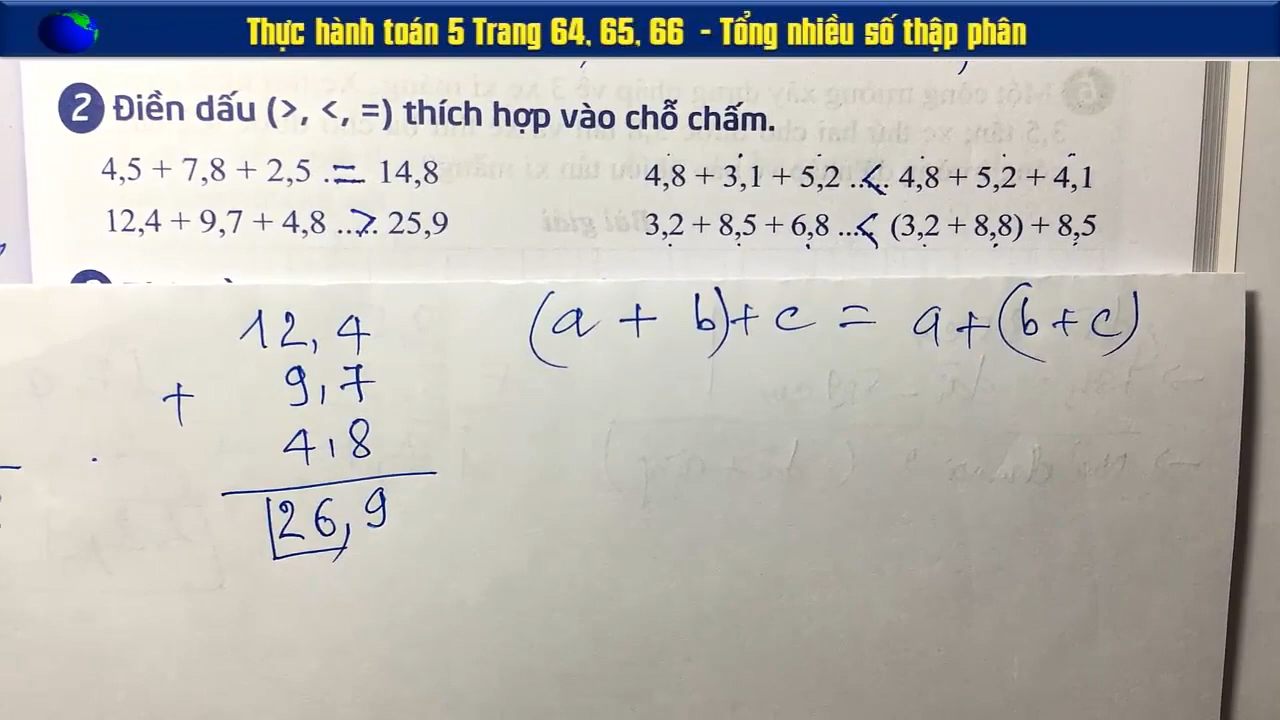 Thực hành toán 5 Trang 64, 65, 66 - Tổng nhiều số thập phân
2 Điền dấu (>, <, =) thích hợp vào chỗ chấm.
4,5 + 7,8 + 2,5 ...=... 14,8
4,8 + 3,1 + 5,2 ...<... 4,8 + 5,2 + 4,1
12,4 + 9,7 + 4,8 ...>... 25,9
3,2 + 8,5 + 6,8 ...<... (3,2 + 8,8) + 8,5
12,4
+ 9,7
4,8
26,9
(a + b) + c = a + (b + c)